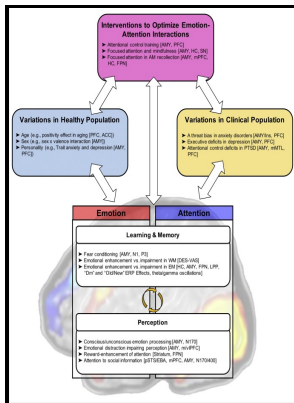 Interventions to Optimize Emotion-
Attention Interactions
➤ Attentional control training [AMY, PFC]
➤ Focused attention and mindfulness [AMY, HC, SN]
➤ Focused attention in AM recollection [AMY, mPFC,
HC, FPN]
Variations in Healthy Population
➤ Age (e.g., positivity effect in aging [PFC, ACC])
➤ Sex (e.g., sex x valence interaction [AMY])
➤ Personality (e.g., Trait anxiety and depression [AMY,
PFC])
Variations in Clinical Population
➤ A threat bias in anxiety disorders [AMY/Ins, PFC]
➤ Executive deficits in depression [AMY, PFC]
➤ Attentional control deficits in PTSD [AMY, mMTL,
PFC]
Emotion
Attention
Learning & Memory
➤ Fear conditioning [AMY, N1, P3]
➤ Emotional enhancement vs impairment in WM [DES-VAS]
➤ Emotional enhancement vs impairment in EM [HC, AMY, FPN, LPP,
"Dm" and "Old/New" ERP Effects, theta/gamma oscillations]
Perception
➤ Conscious/unconscious emotion processing [AMY, N170]
➤ Emotional distraction impairing perception [AMY, m/vlPFC]
➤ Reward-enhancement of attention [Striatum, FPN]
➤ Attention to social information [pSTS/EBA, mPFC, AMY, N170/400]